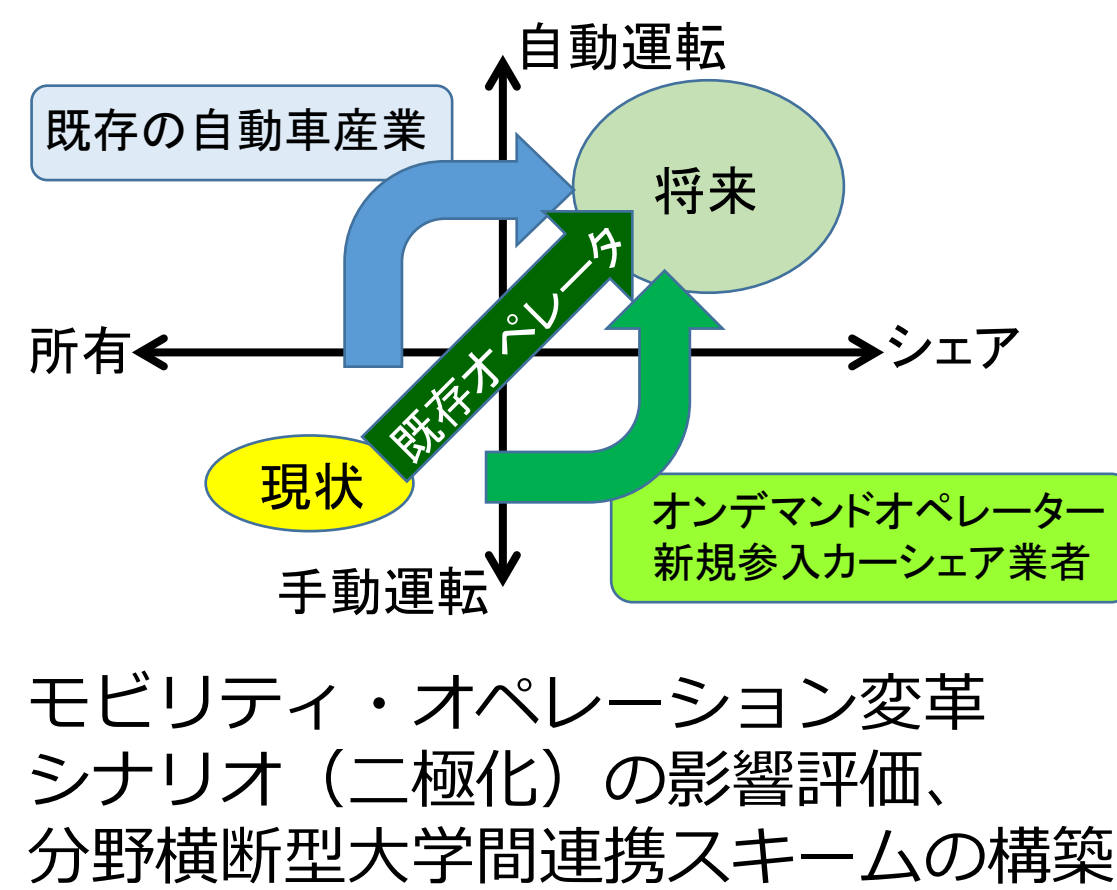 自動運転
既存の自動車産業
将来
既存オペレータ
所有
シェア
現状
オンデマンドオペレーター
新規参入カーシェア業者
手動運転
モビリティ・オペレーション変革
シナリオ（二極化）の影響評価、
分野横断型大学間連携スキームの構築